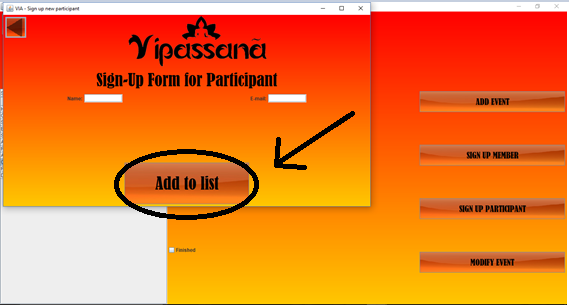 VIA - Sign up new participant
Vipassanā
Sign-Up Form for Participant
Name:
E-mail:
Add to list
ADD EVENT
SIGN UP MEMBER
SIGN UP PARTICIPANT
MODIFY EVENT
Finished